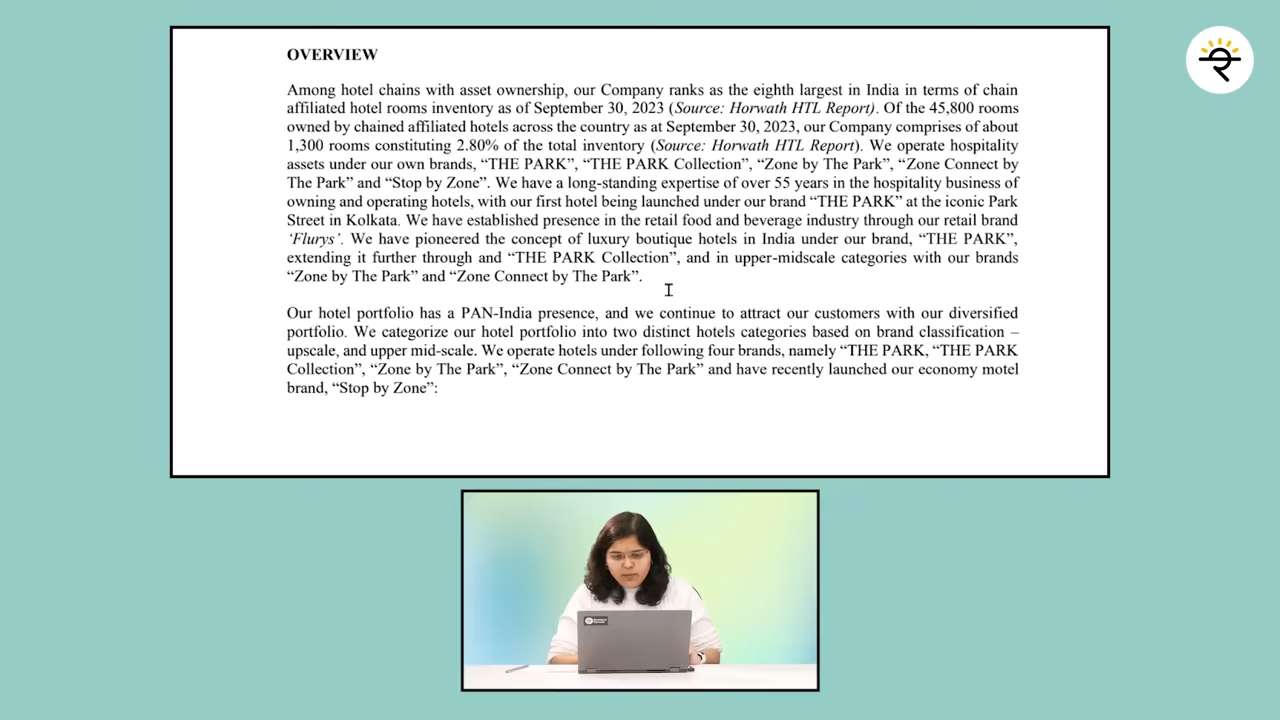 OVERVIEW
Among hotel chains with asset ownership, our Company ranks as the eighth largest in India in terms of chain
affiliated hotel rooms inventory as of September 30, 2023 (Source: Horwath HTL Report). Of the 45,800 rooms
owned by chained affiliated hotels across the country as at September 30, 2023, our Company comprises of about
1,300 rooms constituting 2.80% of the total inventory (Source: Horwath HTL Report). We operate hospitality
assets under our own brands, “THE PARK”, “THE PARK Collection”, “Zone by The Park”, “Zone Connect by
The Park” and “Stop by Zone”. We have a long-standing expertise of over 55 years in the hospitality business of
owning and operating hotels, with our first hotel being launched under our brand “THE PARK” at the iconic Park
Street in Kolkata. We have established presence in the retail food and beverage industry through our retail brand
‘Flurys’. We have pioneered the concept of luxury boutique hotels in India under our brand, “THE PARK”,
extending it further through and “THE PARK Collection”, and in upper-midscale categories with our brands
“Zone by The Park” and “Zone Connect by The Park”.
Our hotel portfolio has a PAN-India presence, and we continue to attract our customers with our diversified
portfolio. We categorize our hotel portfolio into two distinct hotels categories based on brand classification –
upscale, and upper mid-scale. We operate hotels under following four brands, namely “THE PARK, “THE PARK
Collection”, “Zone by The Park”, “Zone Connect by The Park” and have recently launched our economy motel
brand, “Stop by Zone”: